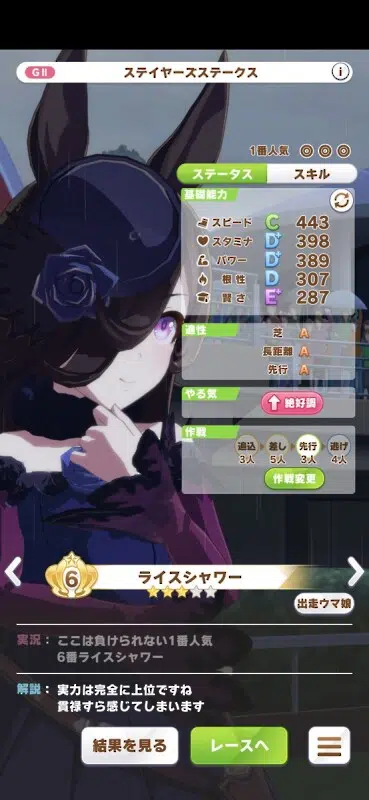 GII ステイヤーズステークス
1番人気 ◎ ◎ ◎
ステータス スキル
基礎能力
スピード C 443
スタミナ D+ 398
パワー D+ 389
根性 D 307
賢さ E+ 287
適性
芝 A
長距離 A
先行 A
やる気
絶好調
作戦
追込 差し 先行 逃げ
3人 5人 3人 4人
作戦変更
6 ライスシャワー
出走ウマ娘
実況：ここは負けられない1番人気
6番ライスシャワー
解説：実力は完全に上位ですね
貫禄すら感じてしまいます
結果を見る レースへ